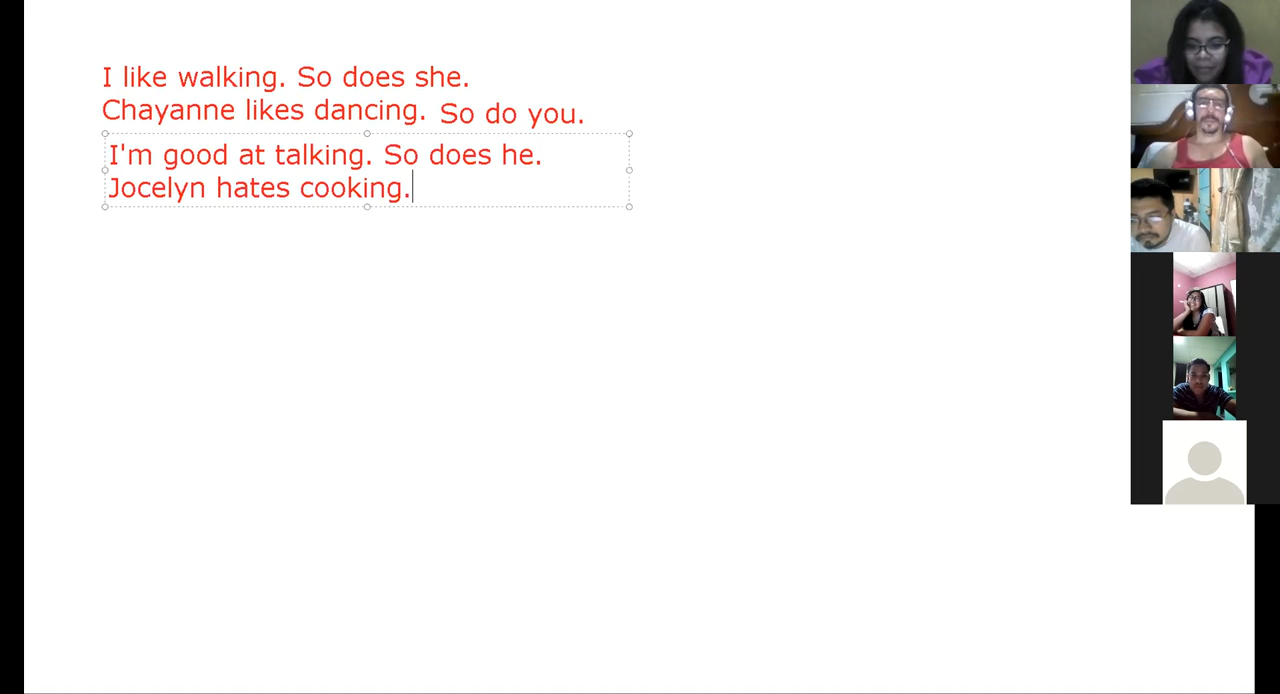 I like walking. So does she.
Chayanne likes dancing. So do you.
I'm good at talking. So does he.
Jocelyn hates cooking.